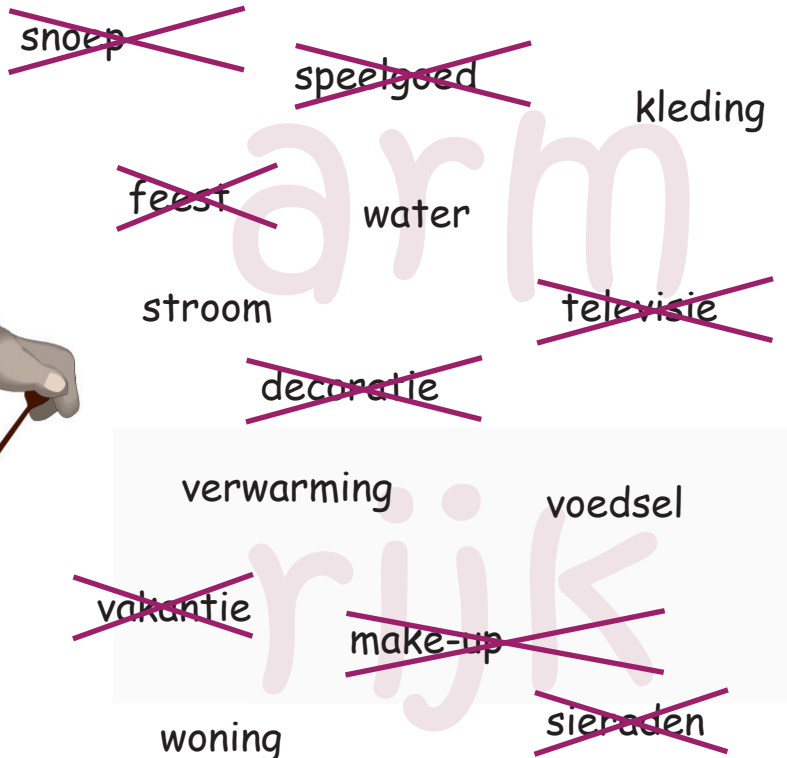 snoep
speelgoed
kleding
arm
feest
water
stroom
televisie
decoratie
verwarming
voedsel
rijk
vakantie
make-up
sieraden
woning